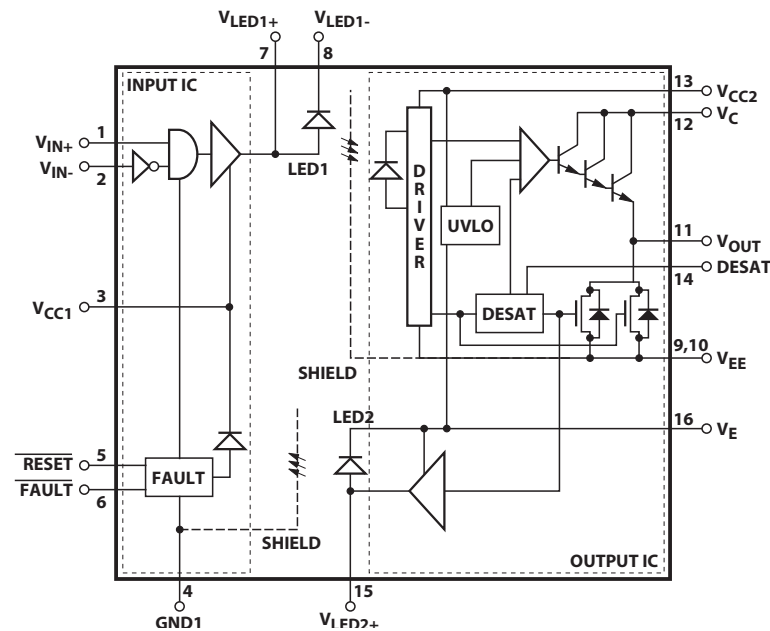 VLED1+
VLED1-
7
8
INPUT IC
13
VCC2
12
VC
1
VIN+
VIN-
2
LED1
DRIVER
UVLO
11
VOUT
DESAT
14
3
VCC1
DESAT
9,10
VEE
SHIELD
LED2
16
VE
RESET
5
FAULT
FAULT
6
SHIELD
OUTPUT IC
4
15
GND1
VLED2+